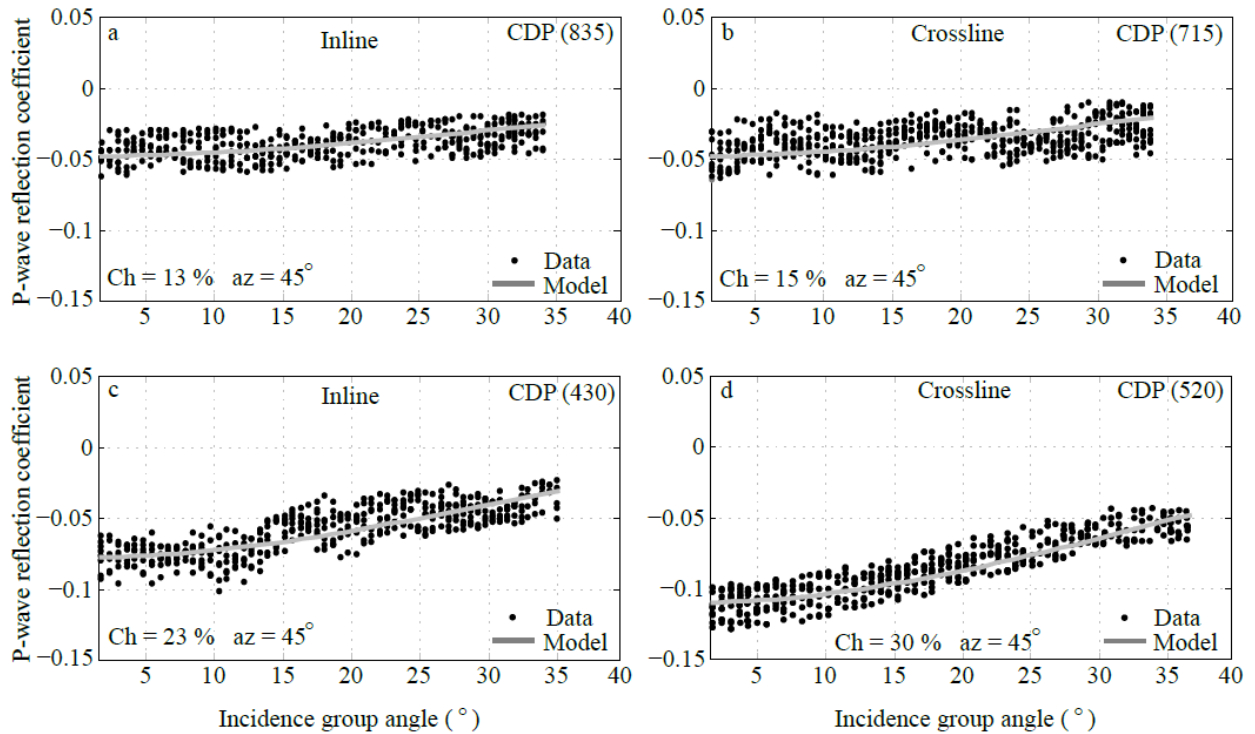 a Inline CDP (835)
0.05
0
−0.05
−0.1
−0.15
P-wave reflection coefficient
Ch = 13 % az = 45°
Data
Model
5 10 15 20 25 30 35 40
b Crossline CDP (715)
0.05
0
−0.05
−0.1
−0.15
Ch = 15 % az = 45°
Data
Model
5 10 15 20 25 30 35 40
c Inline CDP (430)
0.05
0
−0.05
−0.1
−0.15
P-wave reflection coefficient
Ch = 23 % az = 45°
Data
Model
5 10 15 20 25 30 35 40
Incidence group angle ( ° )
d Crossline CDP (520)
0.05
0
−0.05
−0.1
−0.15
Ch = 30 % az = 45°
Data
Model
5 10 15 20 25 30 35 40
Incidence group angle ( ° )